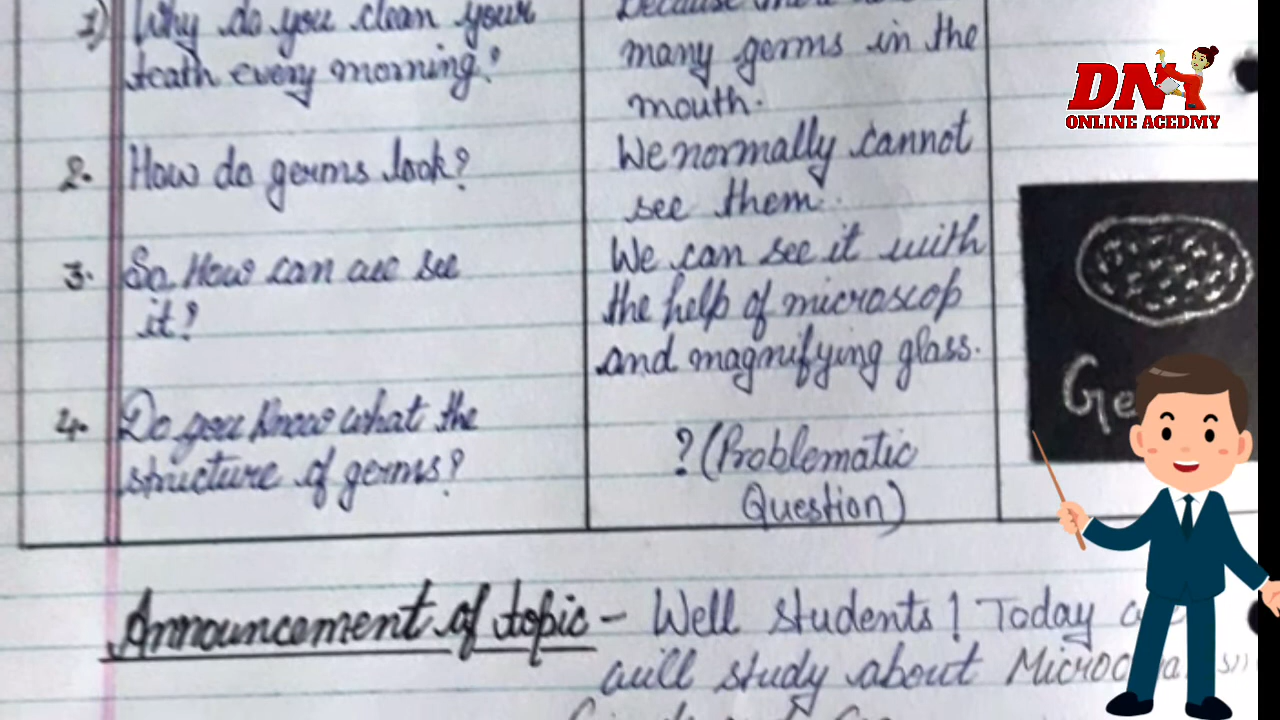 1) Why do you clean your
teath every morning?
Because
many germs in the
mouth.
2. How do germs look?
We normally cannot
see them.
3. So How can we see
it?
We can see it with
the help of microscop
and magnifying glass.
4. Do you know what the
structure of germs?
? (Problematic
Question)
Ge
Announcement of topic - Well students! Today
will study about
DN
ONLINE ACEDMY